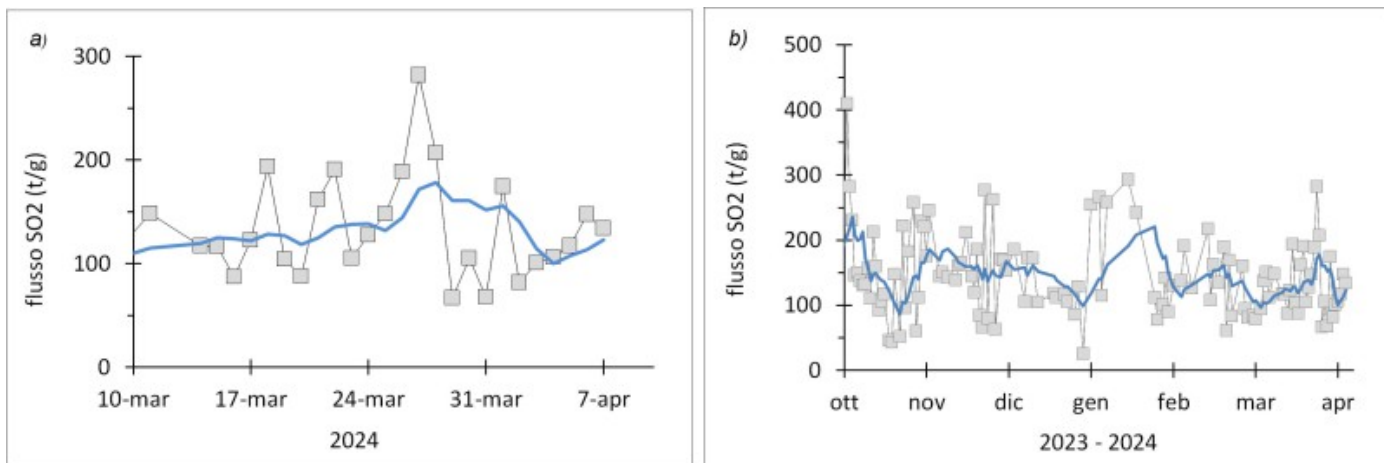 a)
flusso SO2 (t/g)
300
200
100
0
10-mar 17-mar 24-mar 31-mar 7-apr
2024
b)
flusso SO2 (t/g)
500
400
300
200
100
0
ott nov dic gen feb mar apr
2023 - 2024